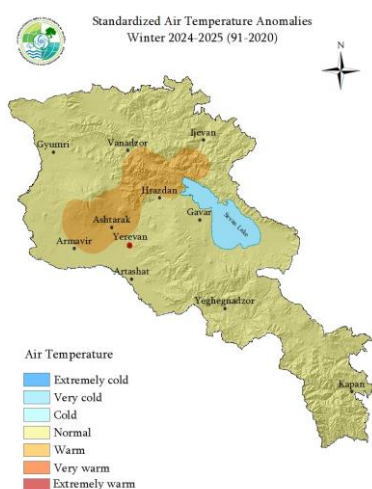 Standardized Air Temperature Anomalies
Winter 2024-2025 (91-2020)
N
Ijevan
Gyumri
Vanadzor
Hrazdan
Gavar
Sevan Lake
Ashtarak
Yerevan
Armavir
Artashat
Yeghegnadzor
Kapan
Air Temperature
Extremely cold
Very cold
Cold
Normal
Warm
Very warm
Extremely warm